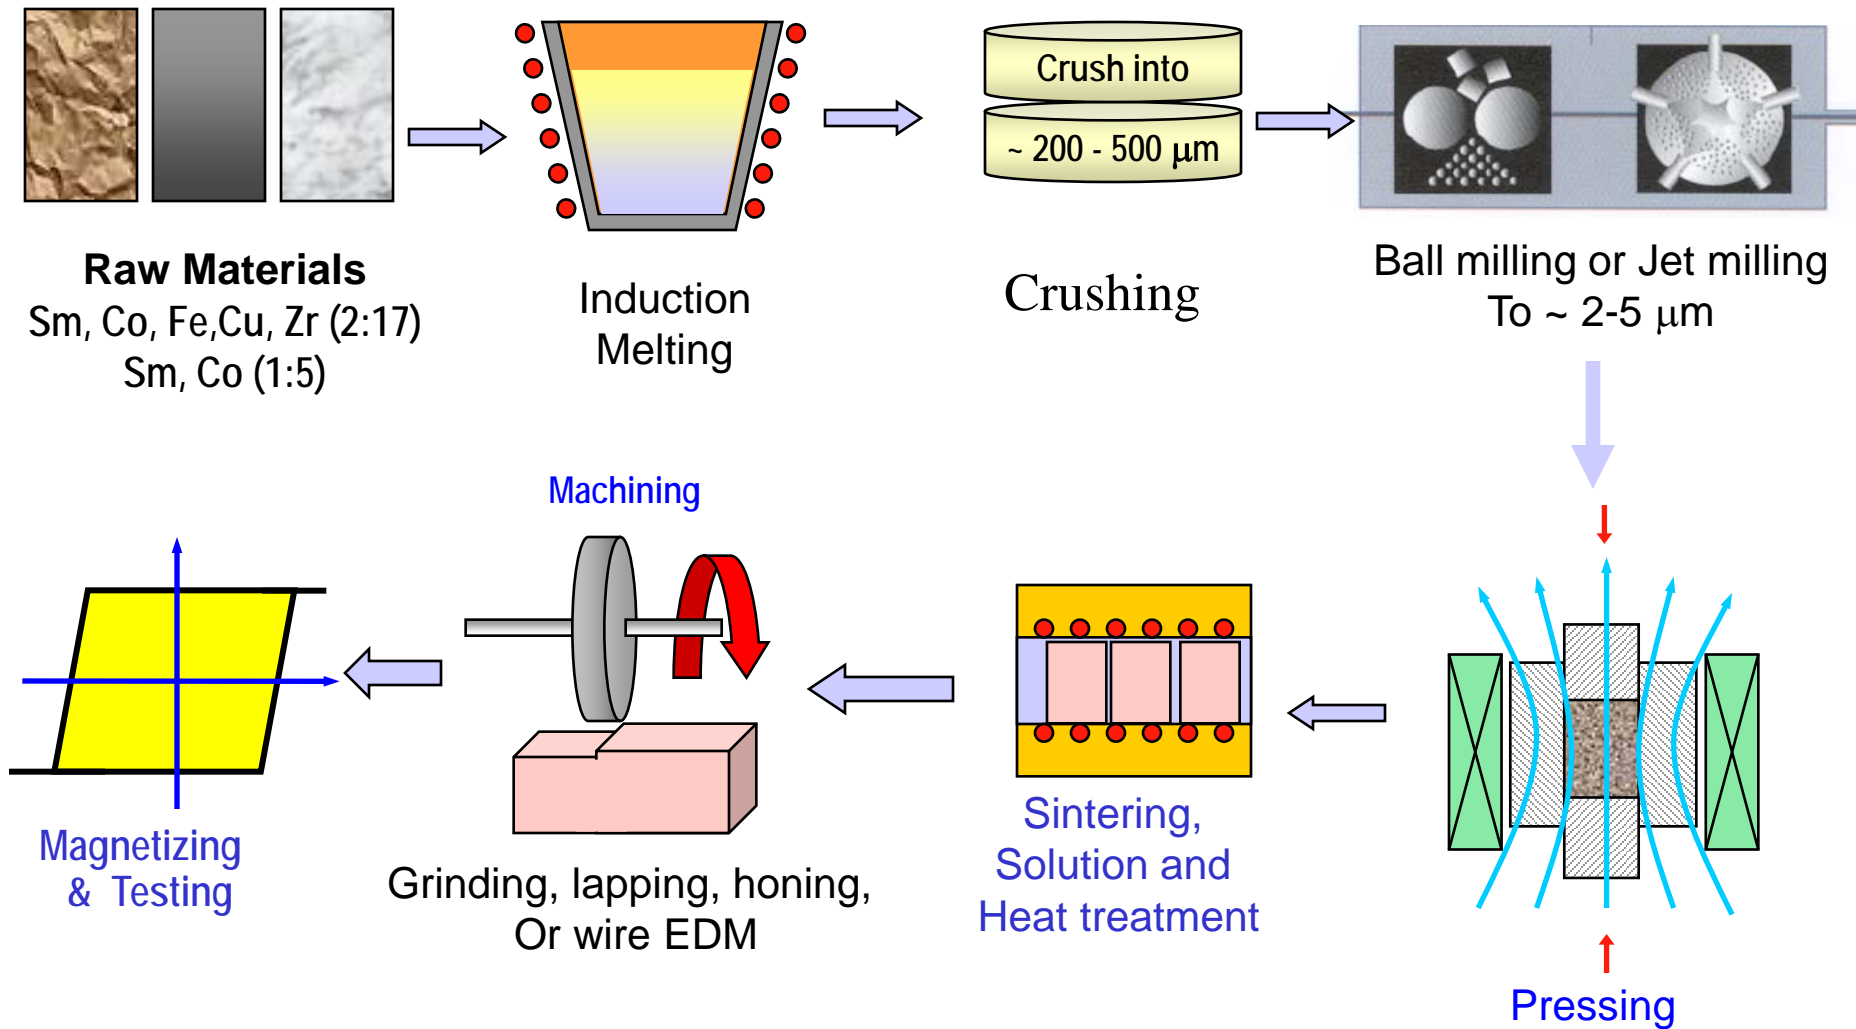 Raw Materials
Sm, Co, Fe,Cu, Zr (2:17)
Sm, Co (1:5)
Induction
Melting
Crush into
~ 200 - 500 μm
Crushing
Ball milling or Jet milling
To ~ 2-5 μm
Pressing
Sintering,
Solution and
Heat treatment
Machining
Grinding, lapping, honing,
Or wire EDM
Magnetizing
& Testing